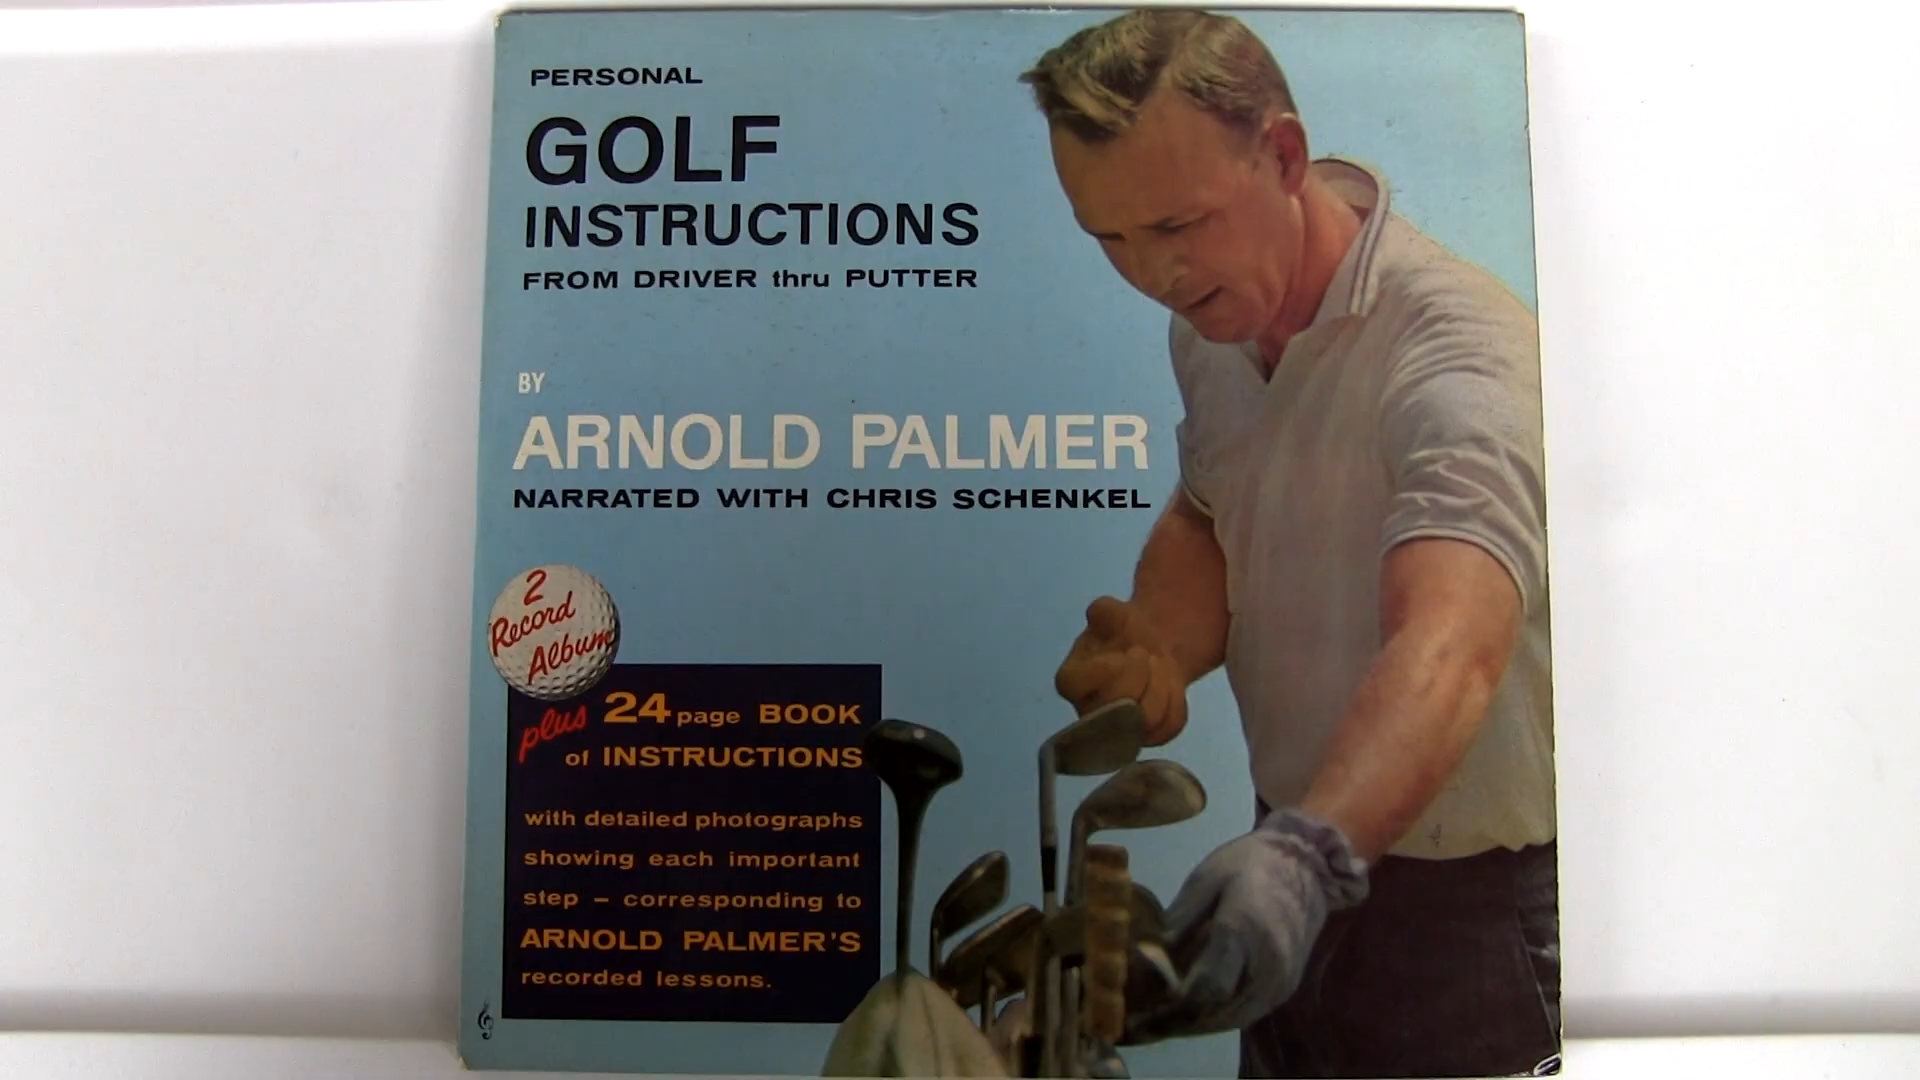 PERSONAL
GOLF
INSTRUCTIONS
FROM DRIVER thru PUTTER
BY
ARNOLD PALMER
NARRATED WITH CHRIS SCHENKEL
2
Record
Album
plus 24 page BOOK
of INSTRUCTIONS
with detailed photographs
showing each important
step – corresponding to
ARNOLD PALMER'S
recorded lessons.